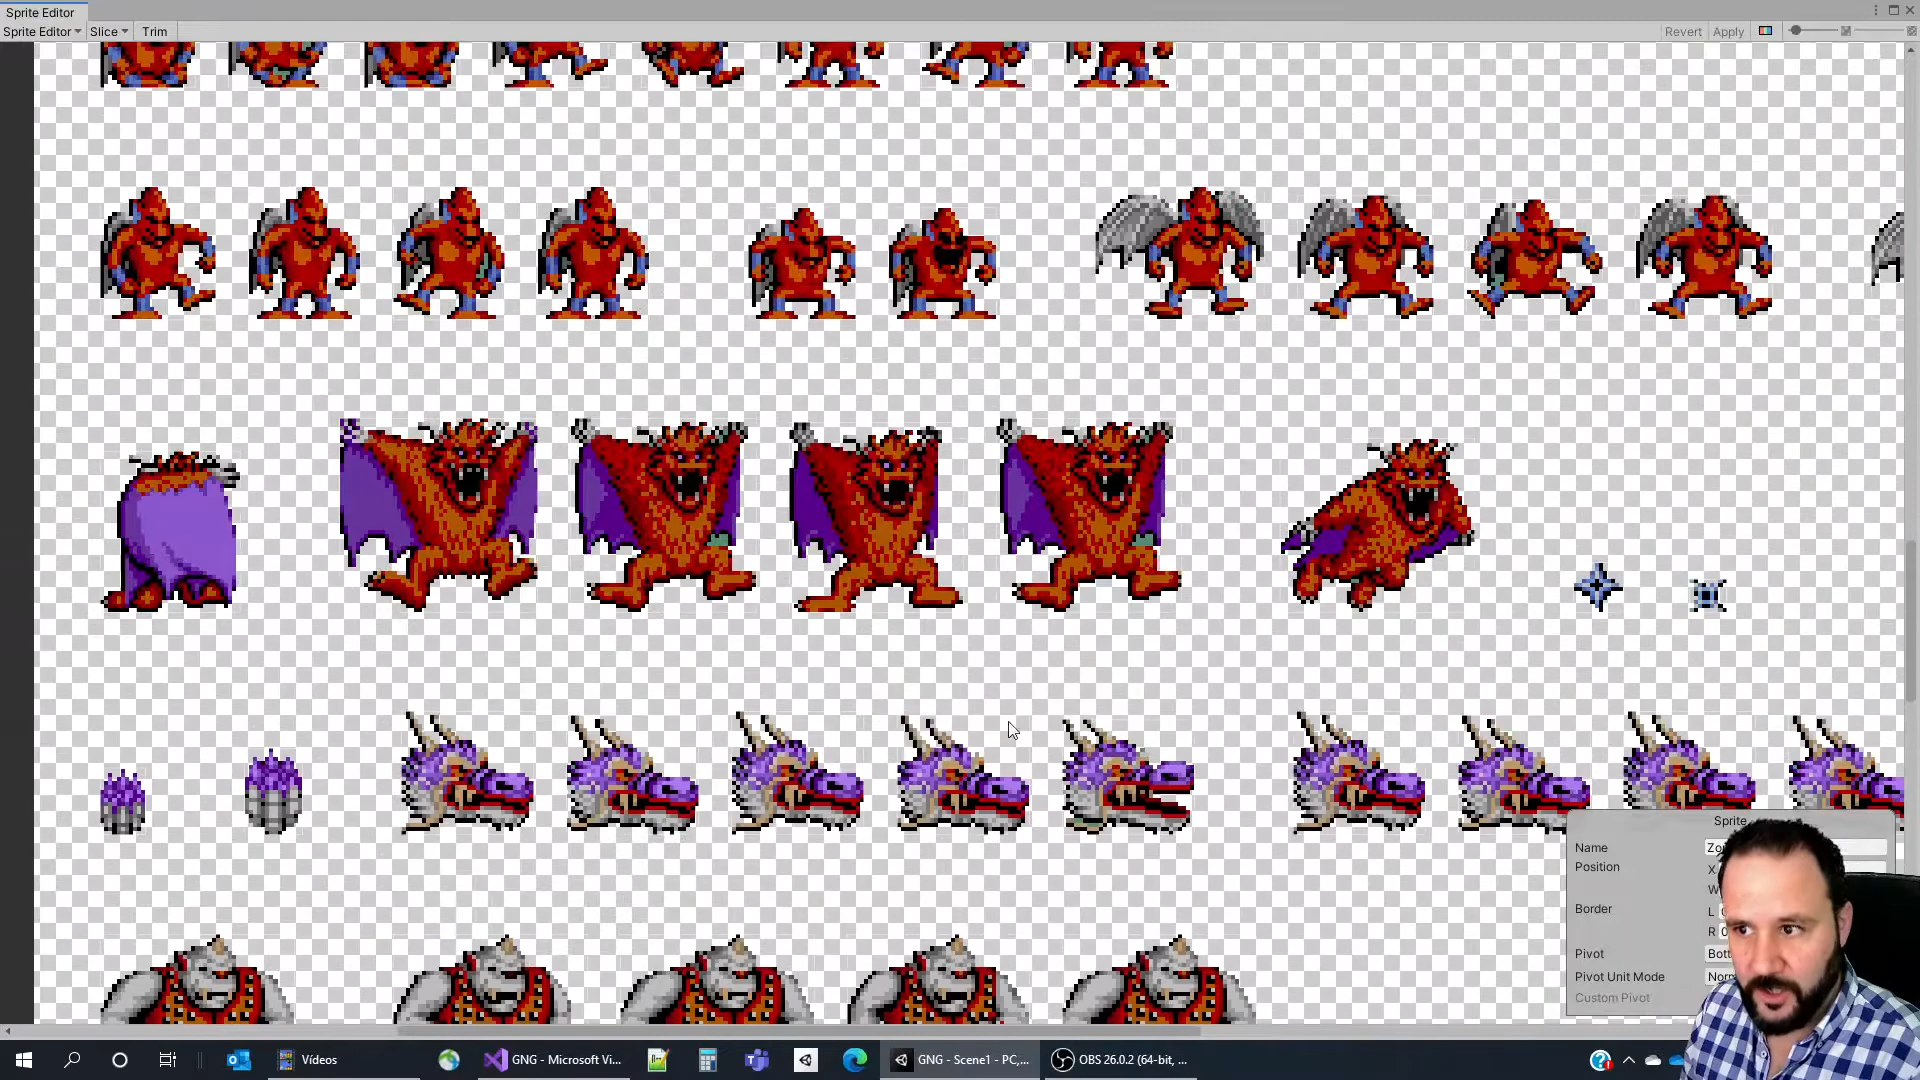 Sprite Editor
Sprite Editor Slice Trim Revert Apply
Sprite
Name
Position X
W
Border L
R
Pivot
Pivot Unit Mode
Custom Pivot
Vídeos GNG - Microsoft Vi... GNG - Scene1 - PC,... OBS 26.0.2 (64-bit, ...